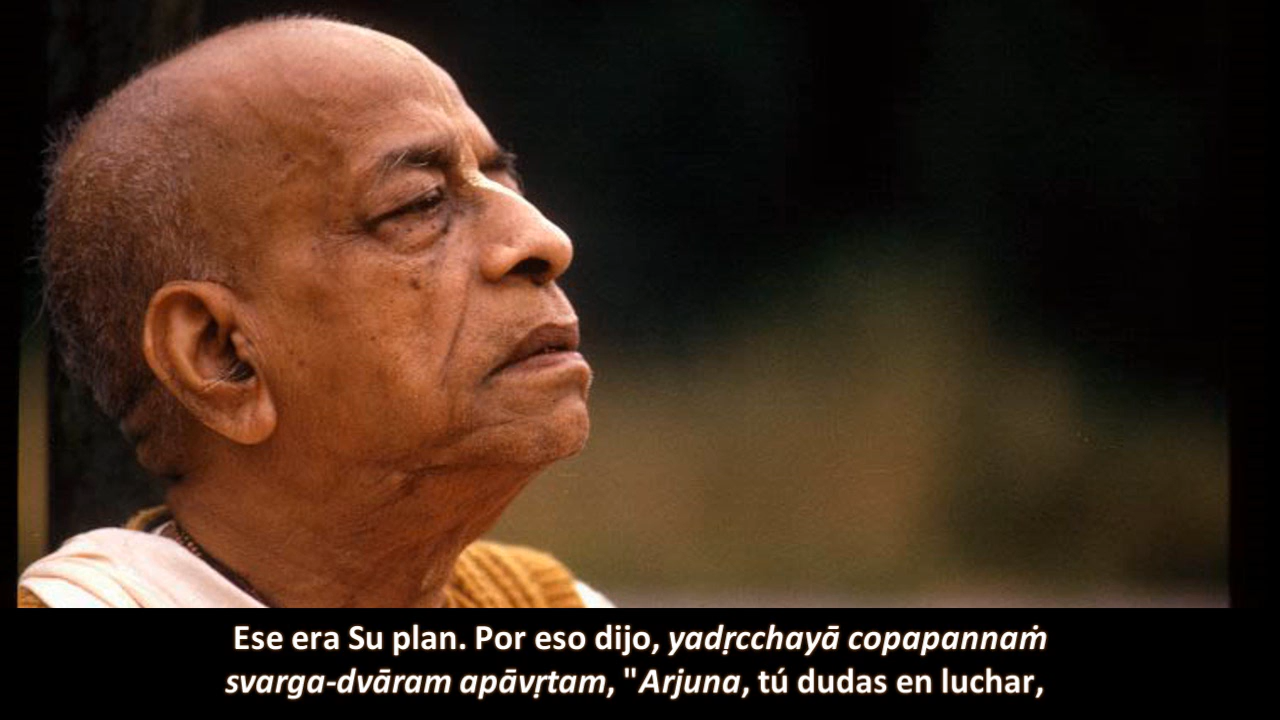 Ese era Su plan. Por eso dijo, yadṛcchayā copapannaṁ
svarga-dvāram apāvṛtam, "Arjuna, tú dudas en luchar,